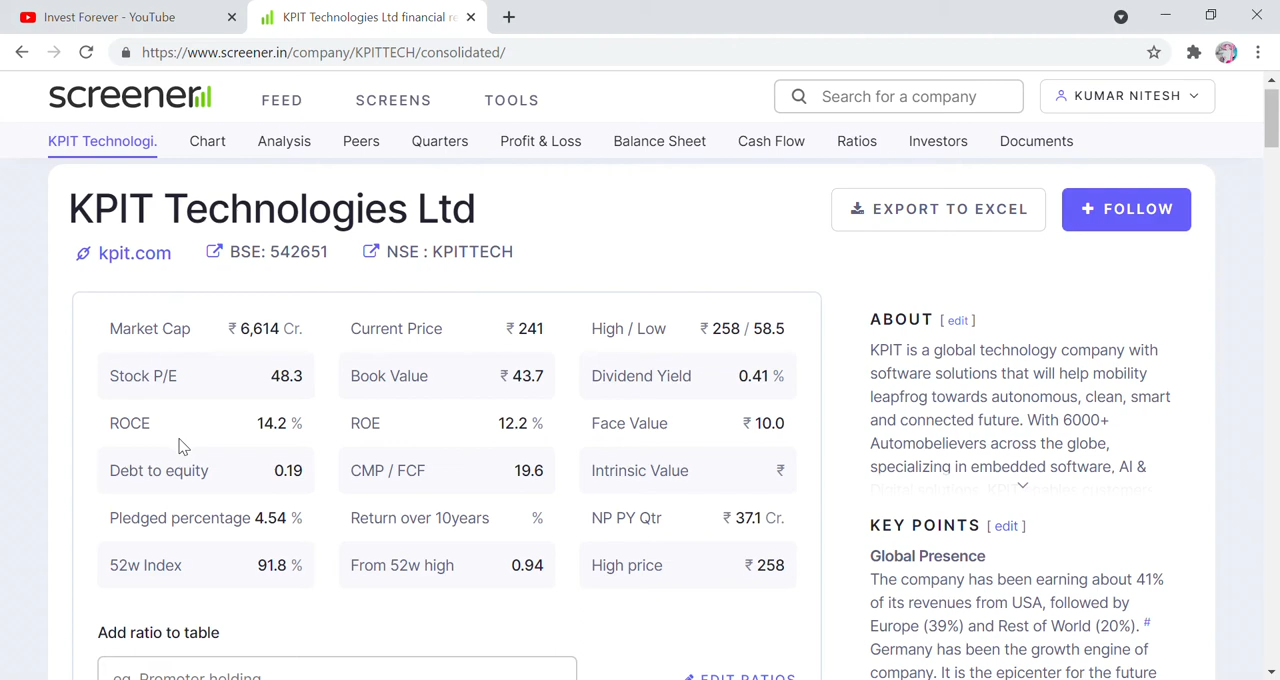 Invest Forever - YouTube
KPIT Technologies Ltd financial re
https://www.screener.in/company/KPITTECH/consolidated/
screener
FEED SCREENS TOOLS
Search for a company
KUMAR NITESH
KPIT Technologi. Chart Analysis Peers Quarters Profit & Loss Balance Sheet Cash Flow Ratios Investors Documents
KPIT Technologies Ltd
EXPORT TO EXCEL
+ FOLLOW
kpit.com BSE: 542651 NSE : KPITTECH
Market Cap ₹ 6,614 Cr. Current Price ₹ 241 High / Low ₹ 258 / 58.5
Stock P/E 48.3 Book Value ₹ 43.7 Dividend Yield 0.41 %
ROCE 14.2 % ROE 12.2 % Face Value ₹ 10.0
Debt to equity 0.19 CMP / FCF 19.6 Intrinsic Value ₹
Pledged percentage 4.54 % Return over 10years % NP PY Qtr ₹ 37.1 Cr.
52w Index 91.8 % From 52w high 0.94 High price ₹ 258
Add ratio to table
eg. Promoter holding
EDIT RATIOS
ABOUT [ edit ]
KPIT is a global technology company with
software solutions that will help mobility
leapfrog towards autonomous, clean, smart
and connected future. With 6000+
Automobelievers across the globe,
specializing in embedded software, AI &
Digital solutions, KPIT enables customers
KEY POINTS [ edit ]
Global Presence
The company has been earning about 41%
of its revenues from USA, followed by
Europe (39%) and Rest of World (20%). #
Germany has been the growth engine of
company. It is the epicenter for the future